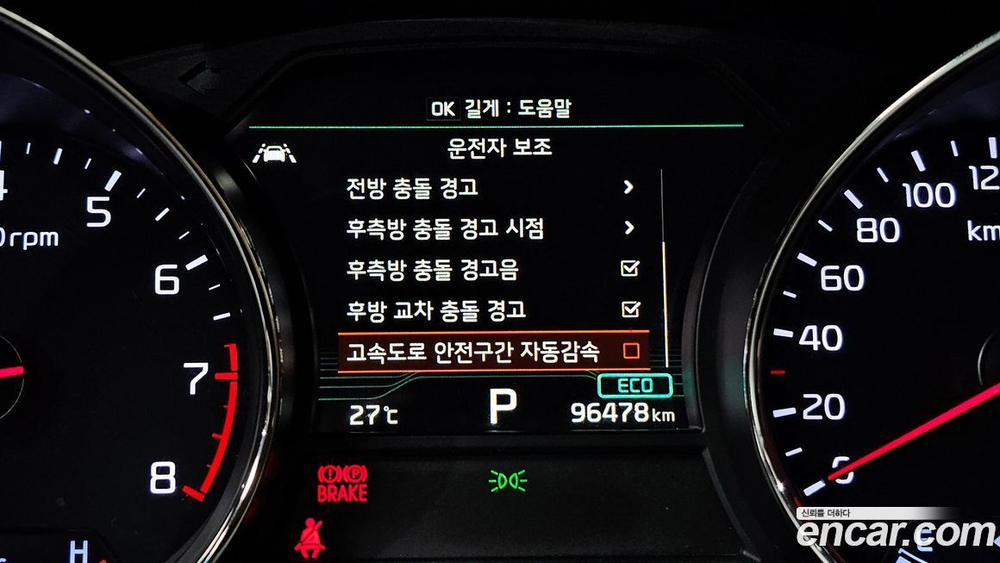 OK 길게 : 도움말
운전자 보조
전방 충돌 경고
후측방 충돌 경고 시점
후측방 충돌 경고음
후방 교차 충돌 경고
고속도로 안전구간 자동감속
ECO
27℃ P 96478km
BRAKE
5
6
7
8
rpm
H
0
20
40
60
80
100
신뢰를 더하다
encar.com